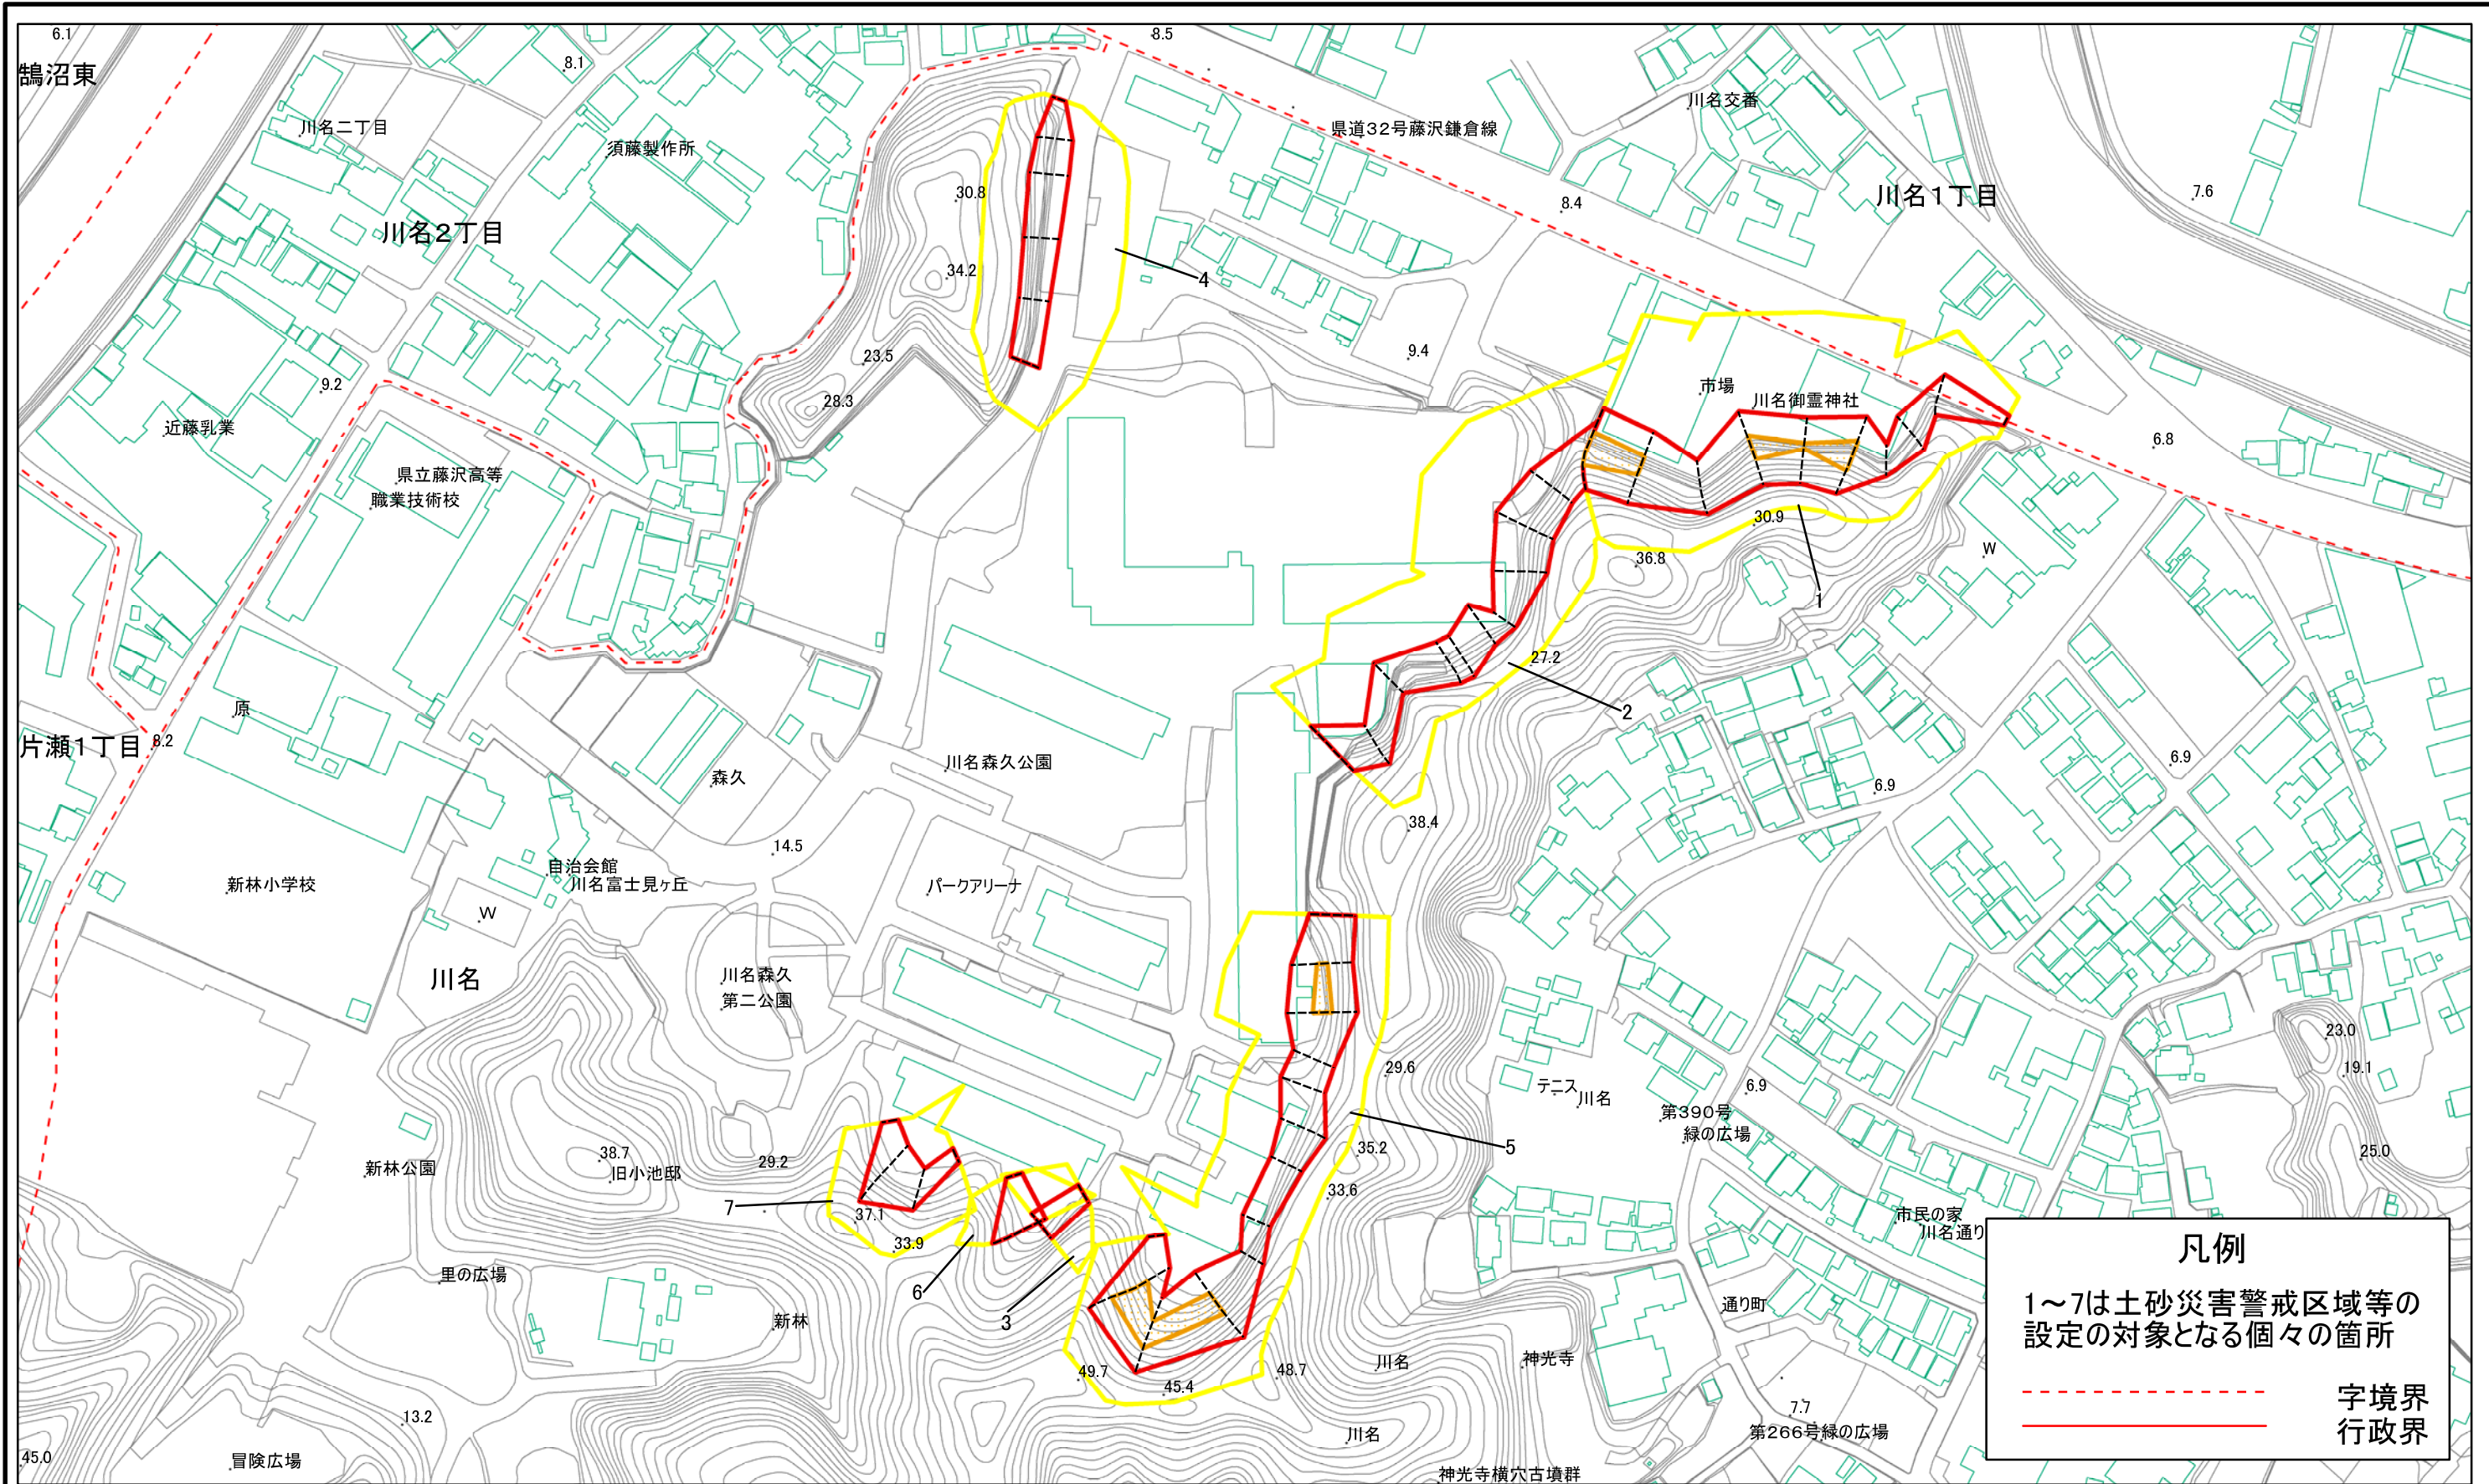 6.1
鵠沼東
8.1
8.5
川名二丁目
須藤製作所
川名交番
県道32号藤沢鎌倉線
30.8
川名1丁目
7.6
8.4
川名2丁目
34.2
4
23.5
9.4
9.2
28.3
市場
川名御霊神社
近藤乳業
6.8
県立藤沢高等
職業技術校
30.9
36.8
W
1
27.2
原
2
片瀬1丁目
8.2
川名森久公園
森久
6.9
6.9
38.4
14.5
自治会館
川名富士見ヶ丘
新林小学校
パークアリーナ
W
川名
川名森久
第二公園
23.0
29.6
19.1
テニス
川名
6.9
第390号
緑の広場
5
35.2
25.0
38.7
旧小池邸
29.2
新林公園
33.6
7
37.1
33.9
市民の家
川名通り
里の広場
6
3
新林
通り町
49.7
45.4
48.7
川名
神光寺
13.2
7.7
第266号緑の広場
川名
45.0
冒険広場
神光寺横穴古墳群
凡例
1~7は土砂災害警戒区域等の
設定の対象となる個々の箇所
字境界
行政界